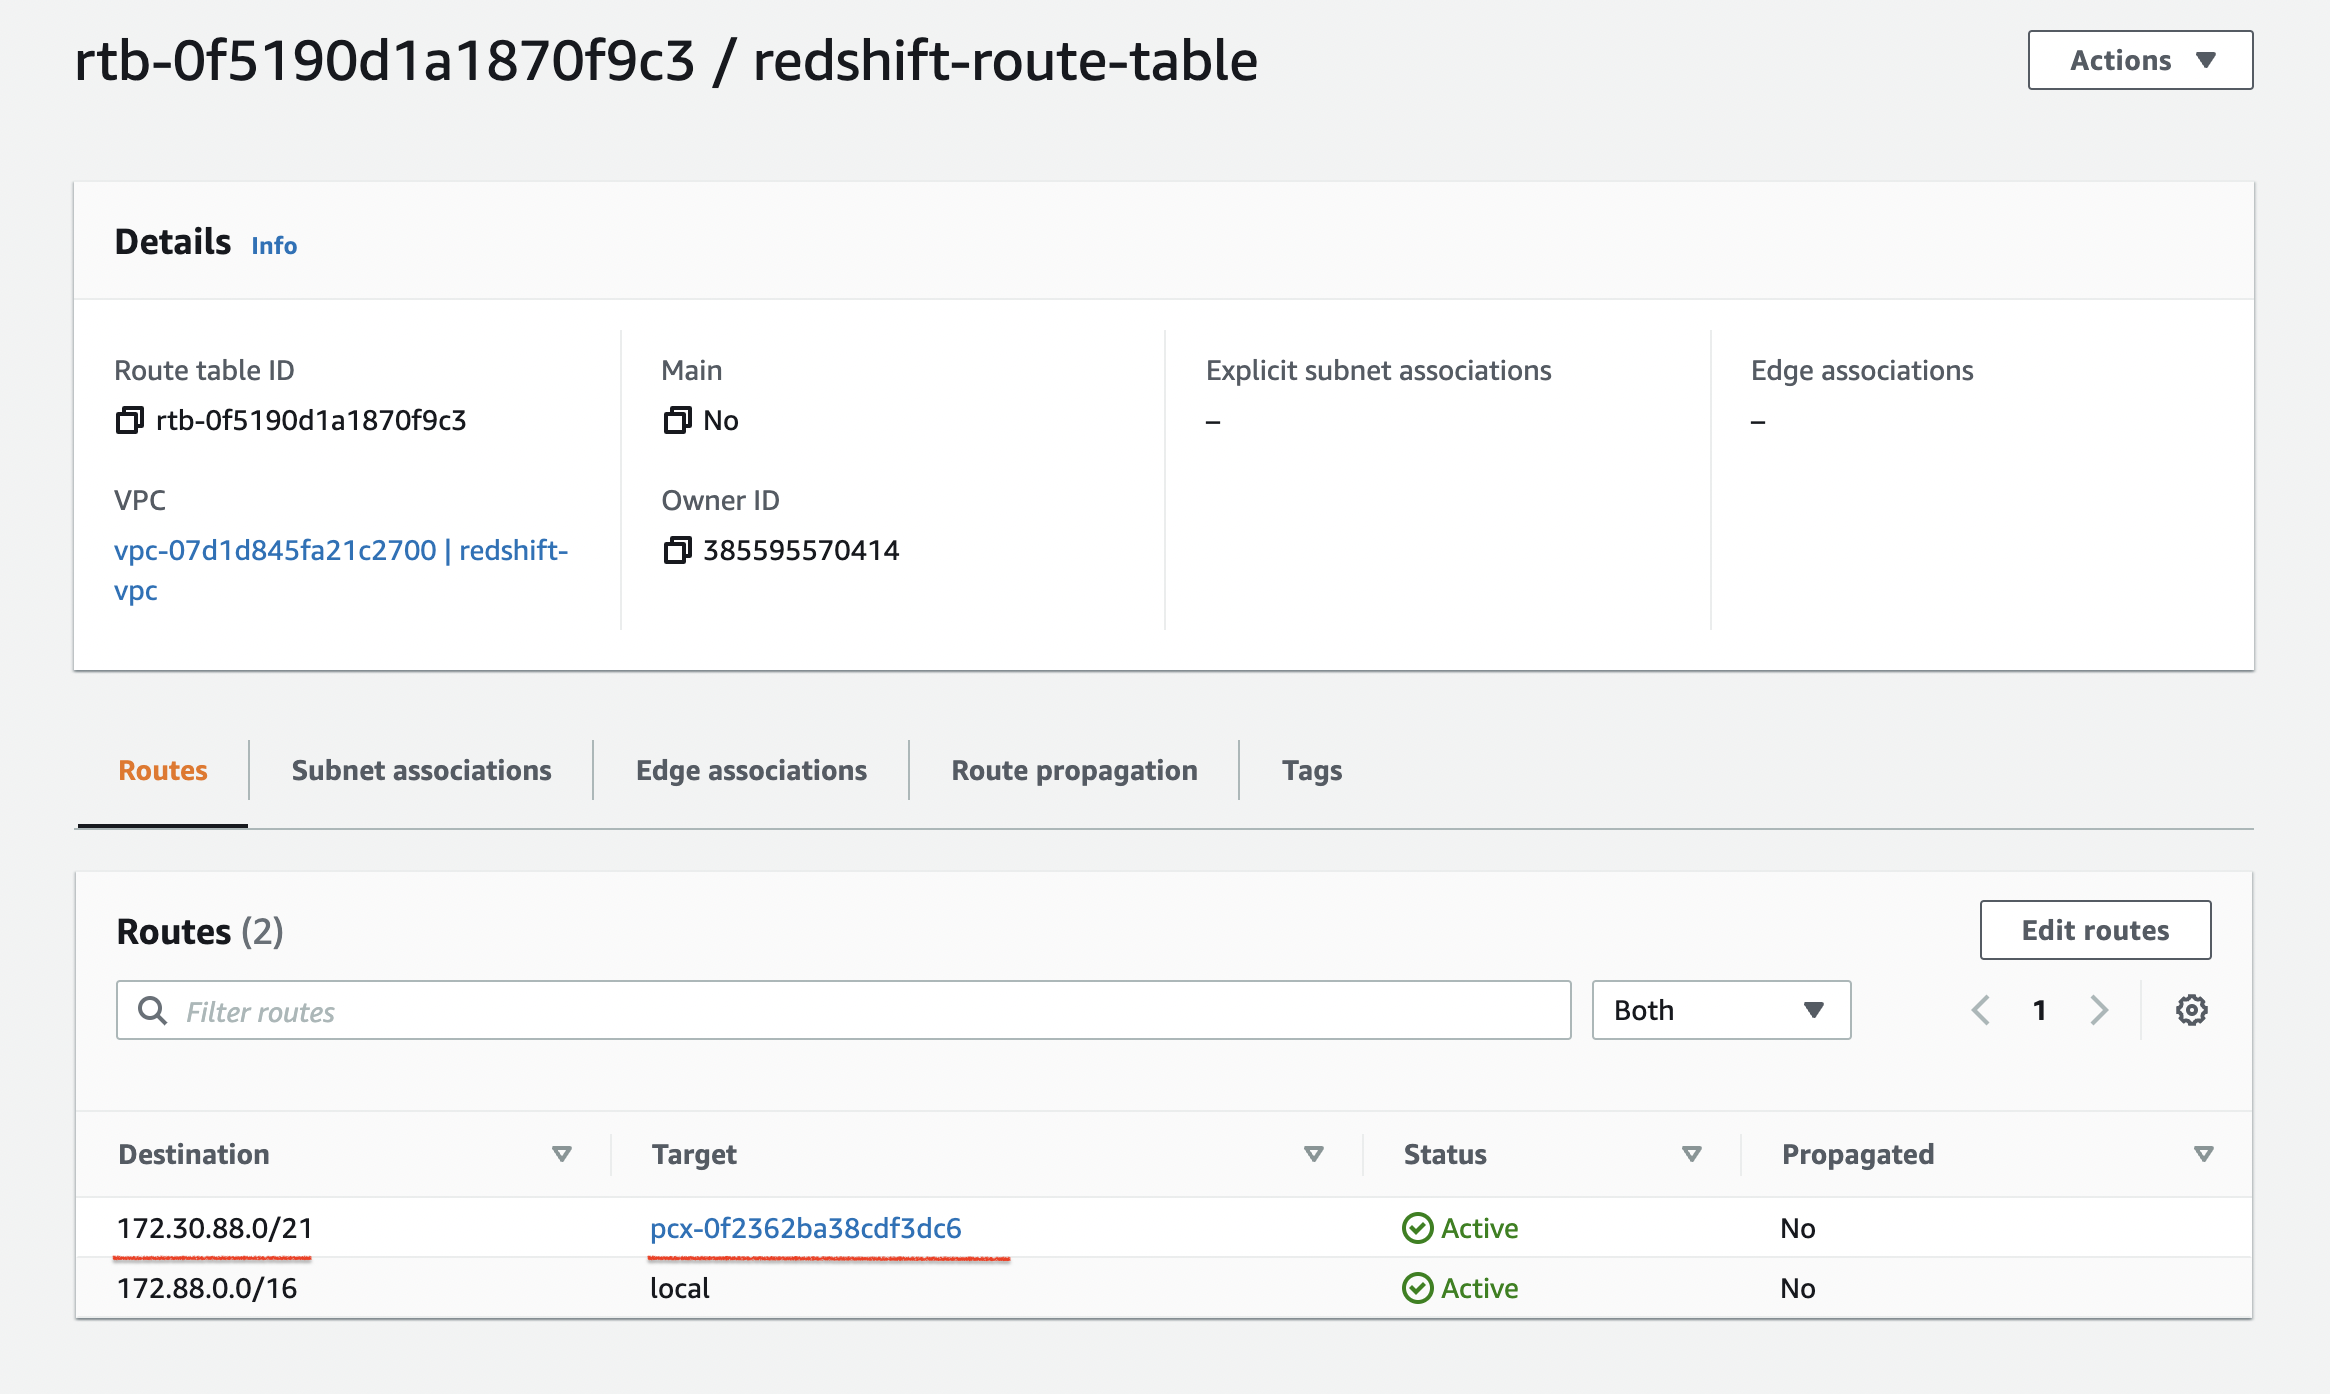 rtb-0f5190d1a1870f9c3 / redshift-route-table
Actions
Details Info
Route table ID
rtb-0f5190d1a1870f9c3
Main
No
Explicit subnet associations
–
Edge associations
–
VPC
vpc-07d1d845fa21c2700 | redshift-
vpc
Owner ID
385595570414
Routes
Subnet associations
Edge associations
Route propagation
Tags
Routes (2)
Edit routes
Filter routes
Both
1
Destination Target Status Propagated
172.30.88.0/21 pcx-0f2362ba38cdf3dc6 Active No
172.88.0.0/16 local Active No